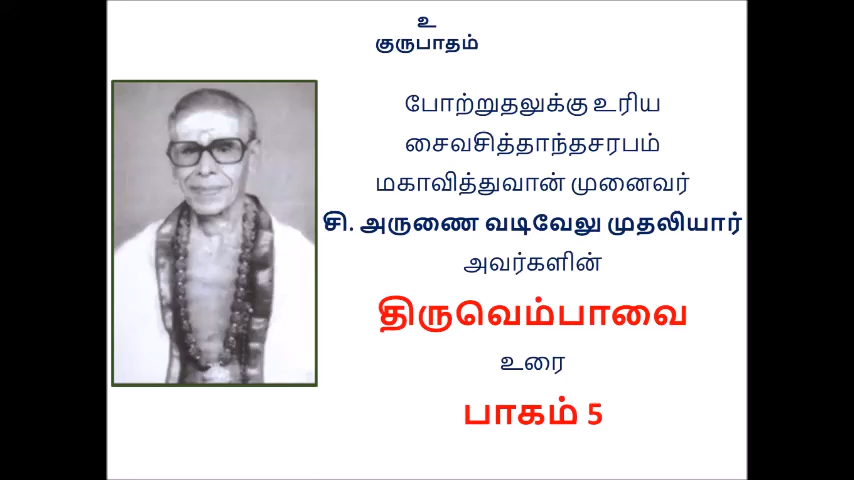 உ
குருபாதம்
போற்றுதலுக்கு உரிய
சைவசித்தாந்தசரபம்
மகாவித்துவான் முனைவர்
சி. அருணை வடிவேலு முதலியார்
அவர்களின்
திருவெம்பாவை
உரை
பாகம் 5